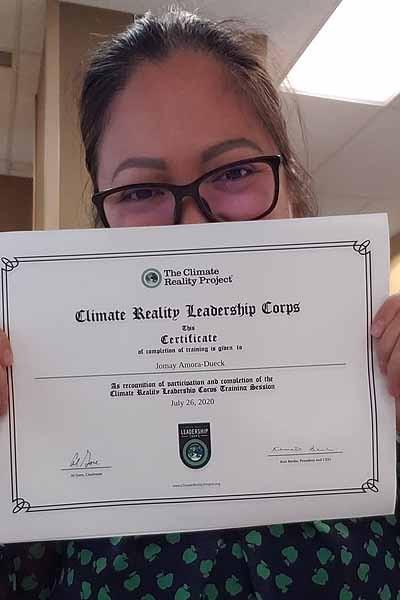 The Climate
Reality Project®
Climate Reality Leadership Corps
This
Certificate
of completion of training is given to
Jomay Amora-Dueck
As recognition of participation and completion of the
Climate Reality Leadership Corps Training Session
July 26, 2020
LEADERSHIP
CORPS
Al Gore, Chairman
Ken Berlin, President and CEO
www.ClimateRealityProject.org